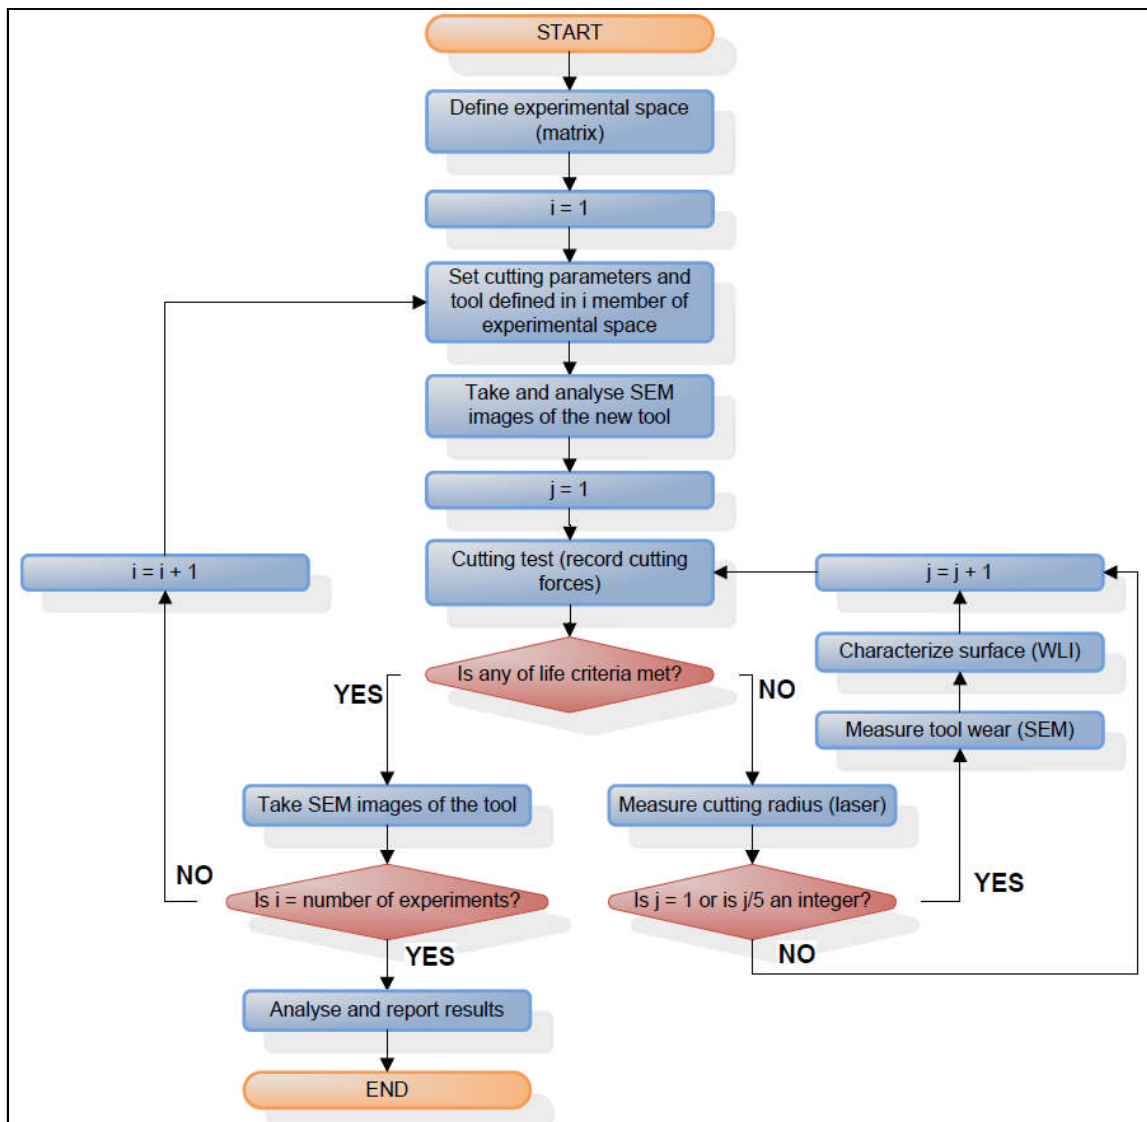 START
Define experimental space
(matrix)
i = 1
Set cutting parameters and
tool defined in i member of
experimental space
Take and analyse SEM
images of the new tool
j = 1
Cutting test (record cutting
forces)
i = i + 1
j = j + 1
Characterize surface (WLI)
Measure tool wear (SEM)
Is any of life criteria met?
YES
NO
Take SEM images of the tool
Measure cutting radius (laser)
NO
Is i = number of experiments?
Is j = 1 or is j/5 an integer?
YES
YES
NO
Analyse and report results
END